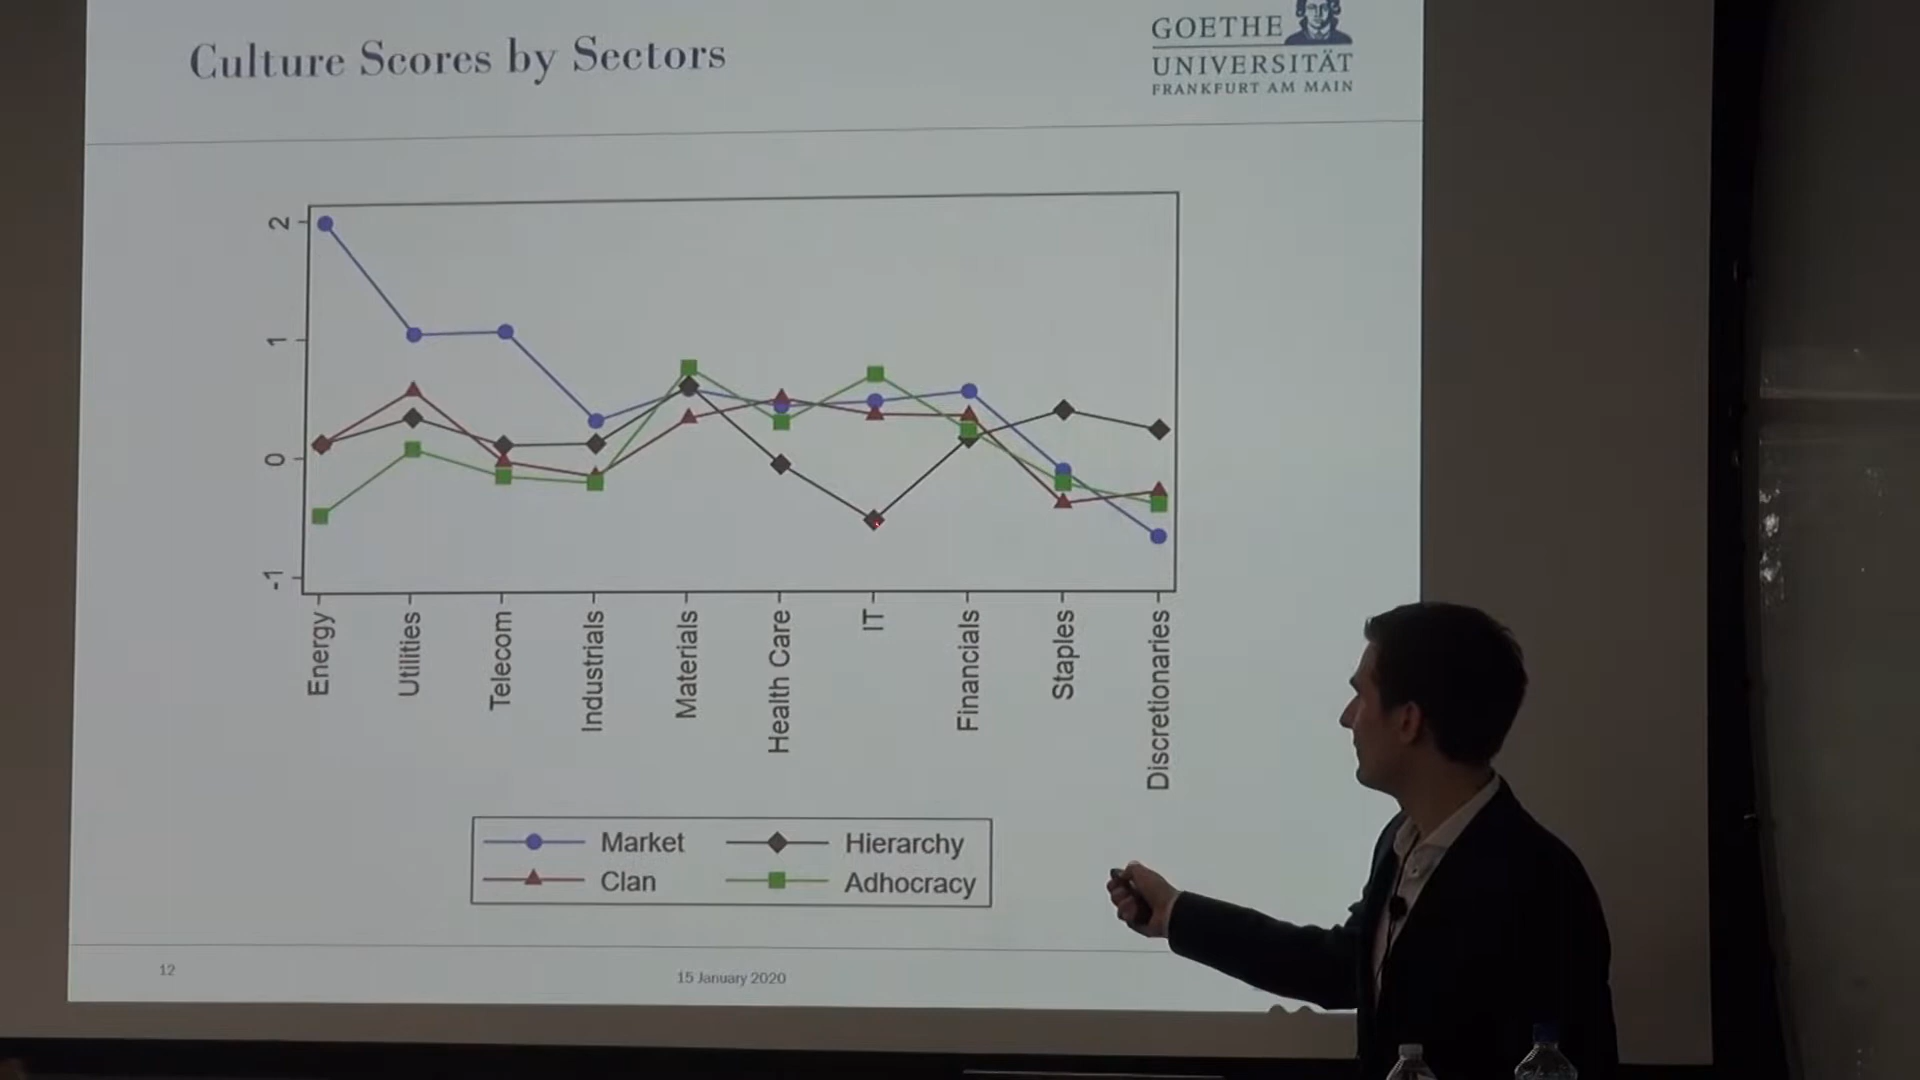 Culture Scores by Sectors
GOETHE
UNIVERSITÄT
FRANKFURT AM MAIN
2
1
0
-1
Energy
Utilities
Telecom
Industrials
Materials
Health Care
IT
Financials
Staples
Discretionaries
Market
Hierarchy
Clan
Adhocracy
12
15 January 2020